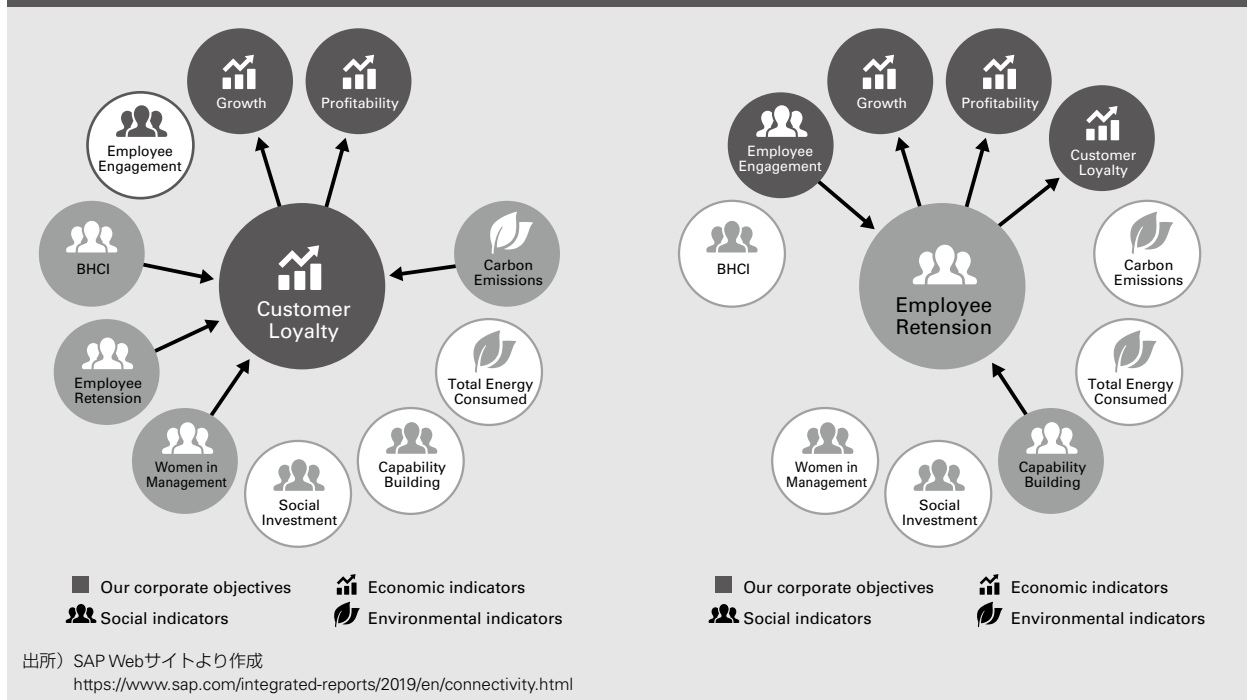 Growth
Profitability
Employee
Engagement
BHCI
Carbon
Emissions
Customer
Loyalty
Employee
Retension
Total Energy
Consumed
Women in
Management
Capability
Building
Social
Investment
Our corporate objectives
Economic indicators
Social indicators
Environmental indicators
Growth
Profitability
Employee
Engagement
Customer
Loyalty
BHCI
Carbon
Emissions
Employee
Retension
Total Energy
Consumed
Women in
Management
Capability
Building
Social
Investment
Our corporate objectives
Economic indicators
Social indicators
Environmental indicators
出所）SAP Webサイトより作成
https://www.sap.com/integrated-reports/2019/en/connectivity.html